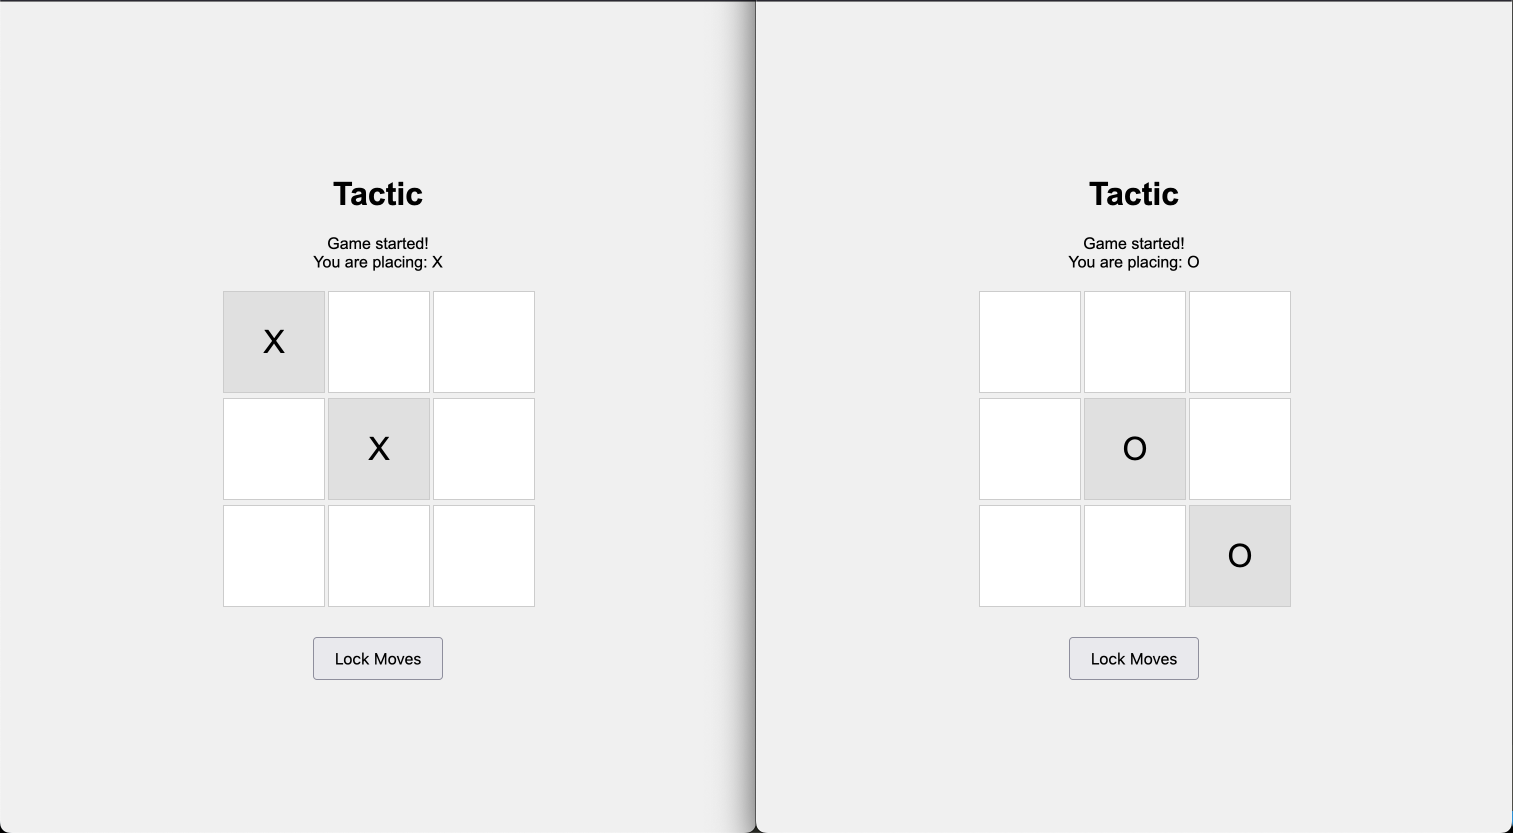 Tactic
Game started!
You are placing: X
X
X
Lock Moves
Tactic
Game started!
You are placing: O
O
O
Lock Moves